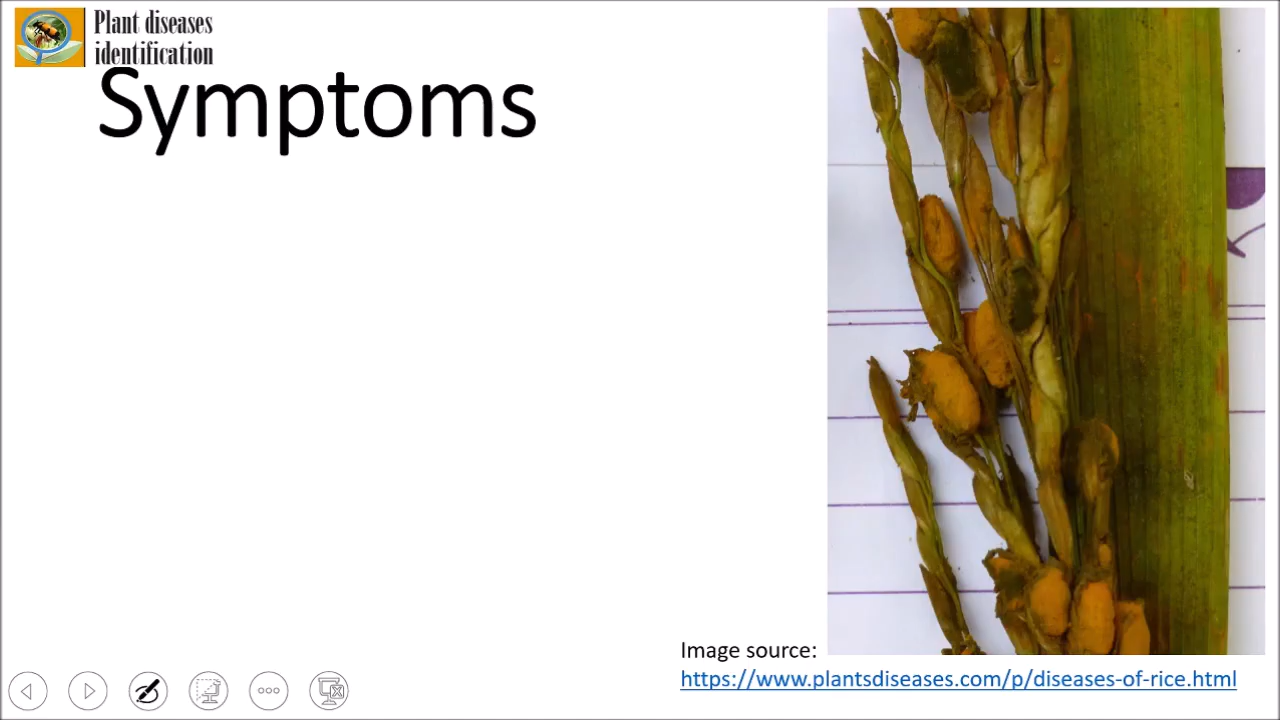 Plant diseases
identification
Symptoms
Image source:
https://www.plantsdiseases.com/p/diseases-of-rice.html